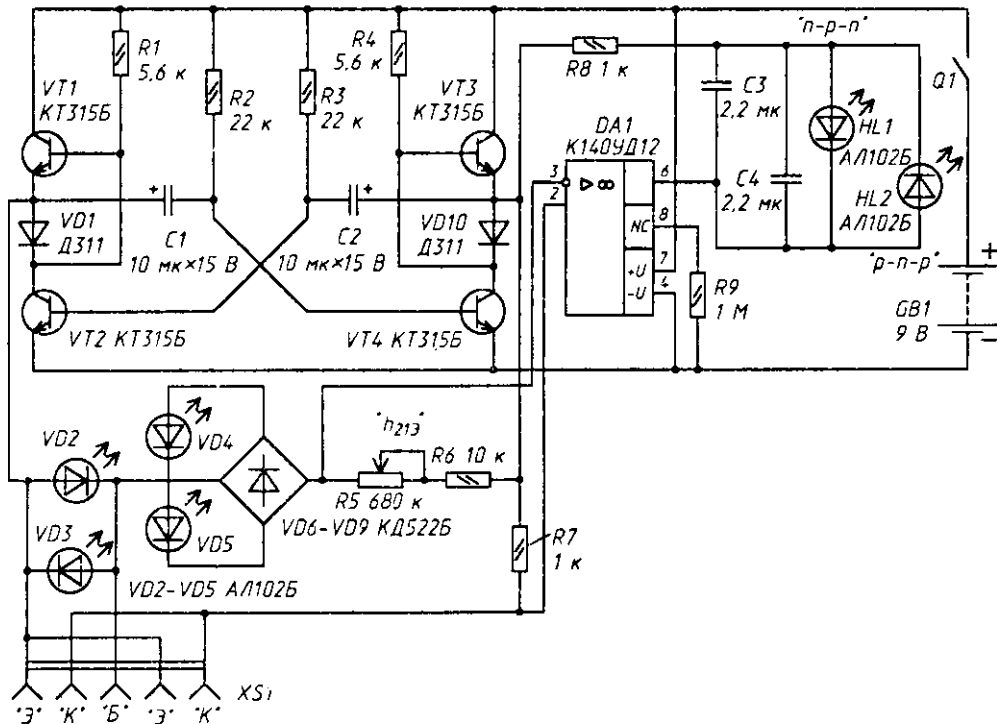 R1
5,6 к
VT1
КТ315Б
R2
22 к
R3
22 к
R4
5,6 к
VT3
КТ315Б
R8 1 к
"n-p-n"
C3
2,2 мк
Q1
DA1
К140УД12
HL1
АЛ102Б
C4
2,2 мк
HL2
АЛ102Б
3
2
▷∞
6
NC
8
+U
7
-U
4
VD1
Д311
C1
10 мк×15 В
+
+
C2
10 мк×15 В
VD10
Д311
R9
1 М
"p-n-p"
+
GB1
9 В
−
VT2 КТ315Б
VT4 КТ315Б
VD2
VD4
"h21Э"
R6 10 к
R5 680 к
VD3
VD5
VD6-VD9 КД522Б
R7
1 к
VD2-VD5 АЛ102Б
XS1
"Э" "К" "Б" "Э" "К"